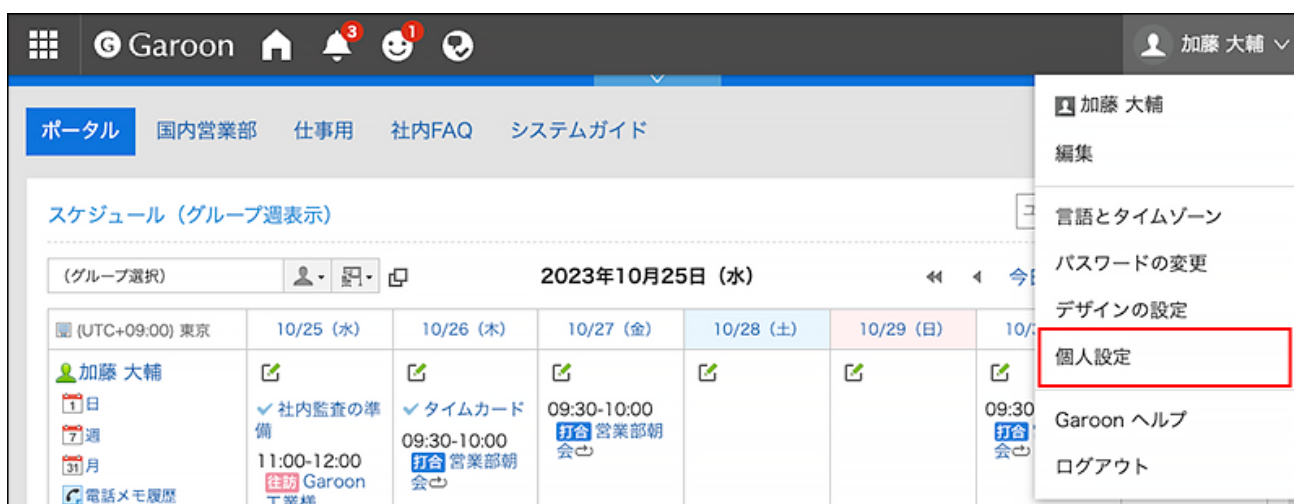 Garoon 3 1 加藤 大輔
加藤 大輔
編集
言語とタイムゾーン
パスワードの変更
デザインの設定
個人設定
Garoon ヘルプ
ログアウト
ポータル 国内営業部 仕事用 社内FAQ システムガイド
スケジュール（グループ週表示）
(グループ選択) 2023年10月25日（水）
(UTC+09:00) 東京 10/25（水） 10/26（木） 10/27（金） 10/28（土） 10/29（日）
加藤 大輔
1 日
7 週
31 月
電話メモ履歴
社内監査の準
備
11:00-12:00
往訪 Garoon
工業様
タイムカード
09:30-10:00
打合 営業部朝
会
09:30-10:00
打合 営業部朝
会
09:30
打合
会